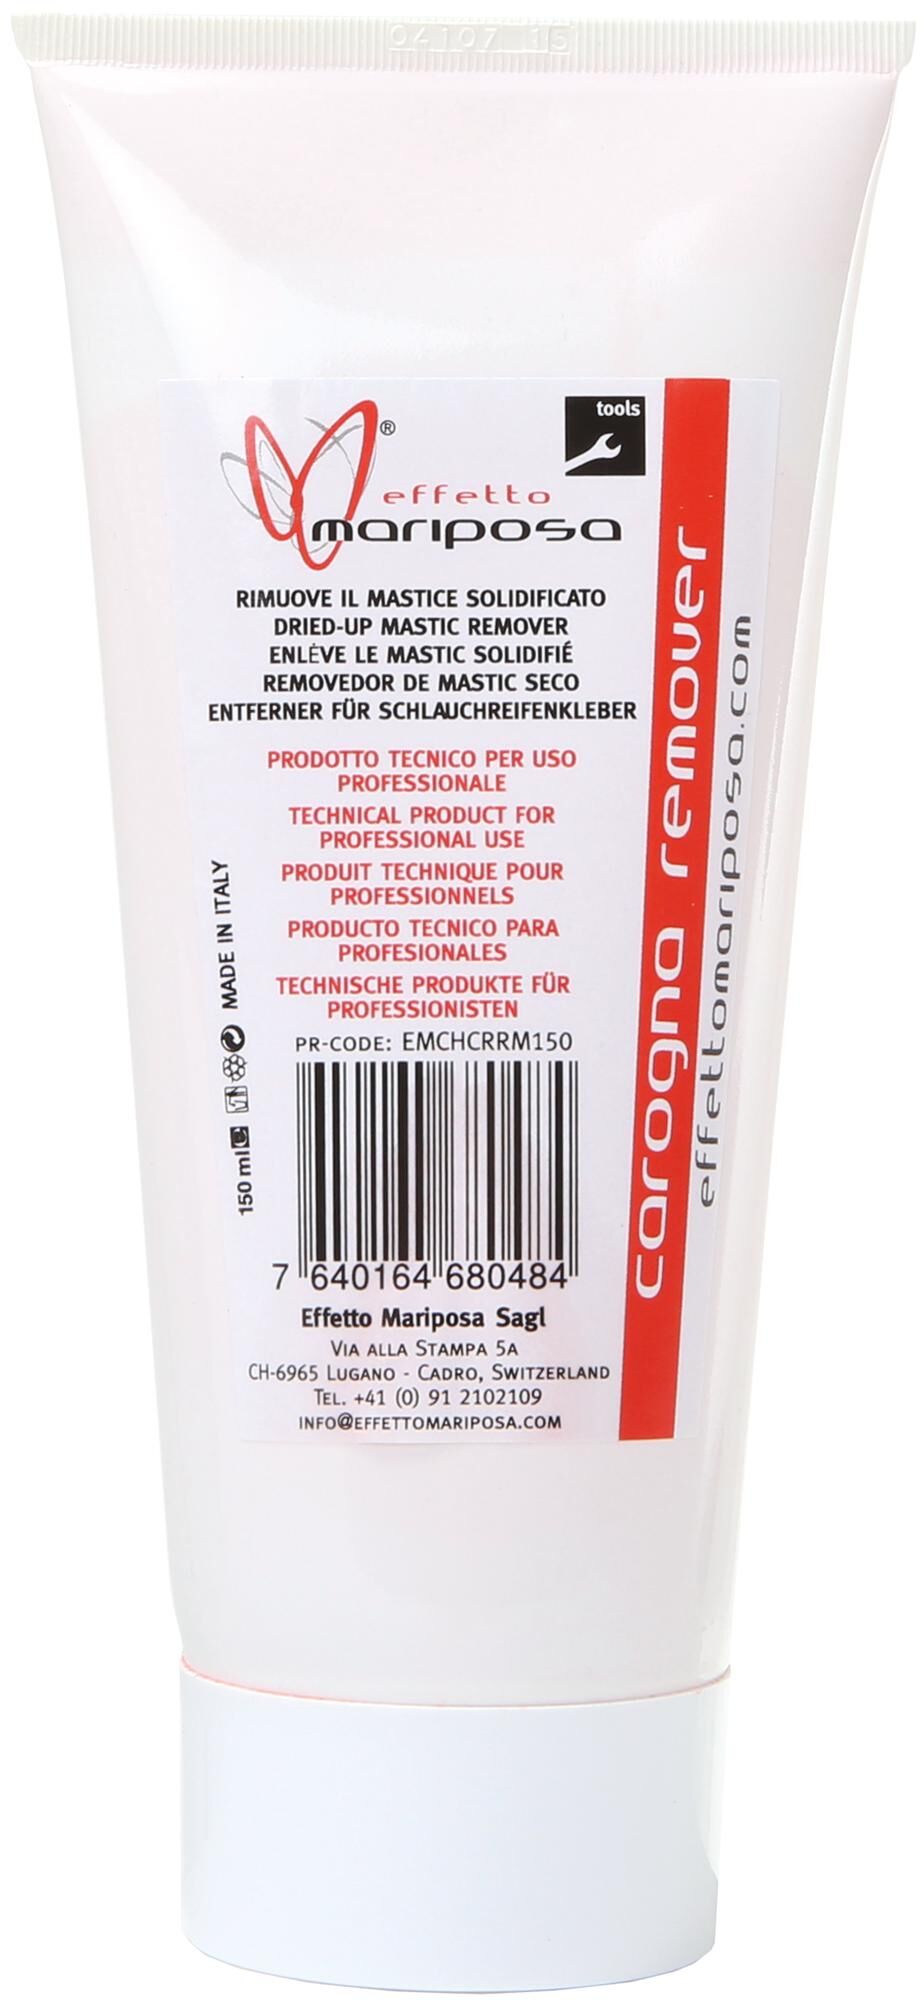 04107 15
tools
effetto
mariposa
®
RIMUOVE IL MASTICE SOLIDIFICATO
DRIED-UP MASTIC REMOVER
ENLÈVE LE MASTIC SOLIDIFIÉ
REMOVEDOR DE MASTIC SECO
ENTFERNER FÜR SCHLAUCHREIFENKLEBER
PRODOTTO TECNICO PER USO
PROFESSIONALE
TECHNICAL PRODUCT FOR
PROFESSIONAL USE
PRODUIT TECHNIQUE POUR
PROFESSIONNELS
PRODUCTO TECNICO PARA
PROFESIONALES
TECHNISCHE PRODUKTE FÜR
PROFESSIONISTEN
PR-CODE: EMCHCRRM150
150 ml e
MADE IN ITALY
7 640164 680484
Effetto Mariposa Sagl
VIA ALLA STAMPA 5A
CH-6965 LUGANO - CADRO, SWITZERLAND
TEL. +41 (0) 91 2102109
INFO@EFFETTOMARIPOSA.COM
carogna remover
effettomariposa.com